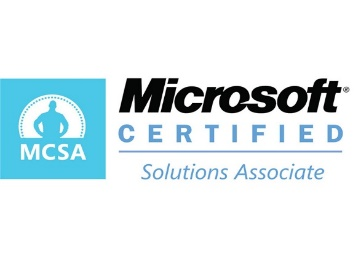 MCSA
Microsoft®
CERTIFIED
Solutions Associate